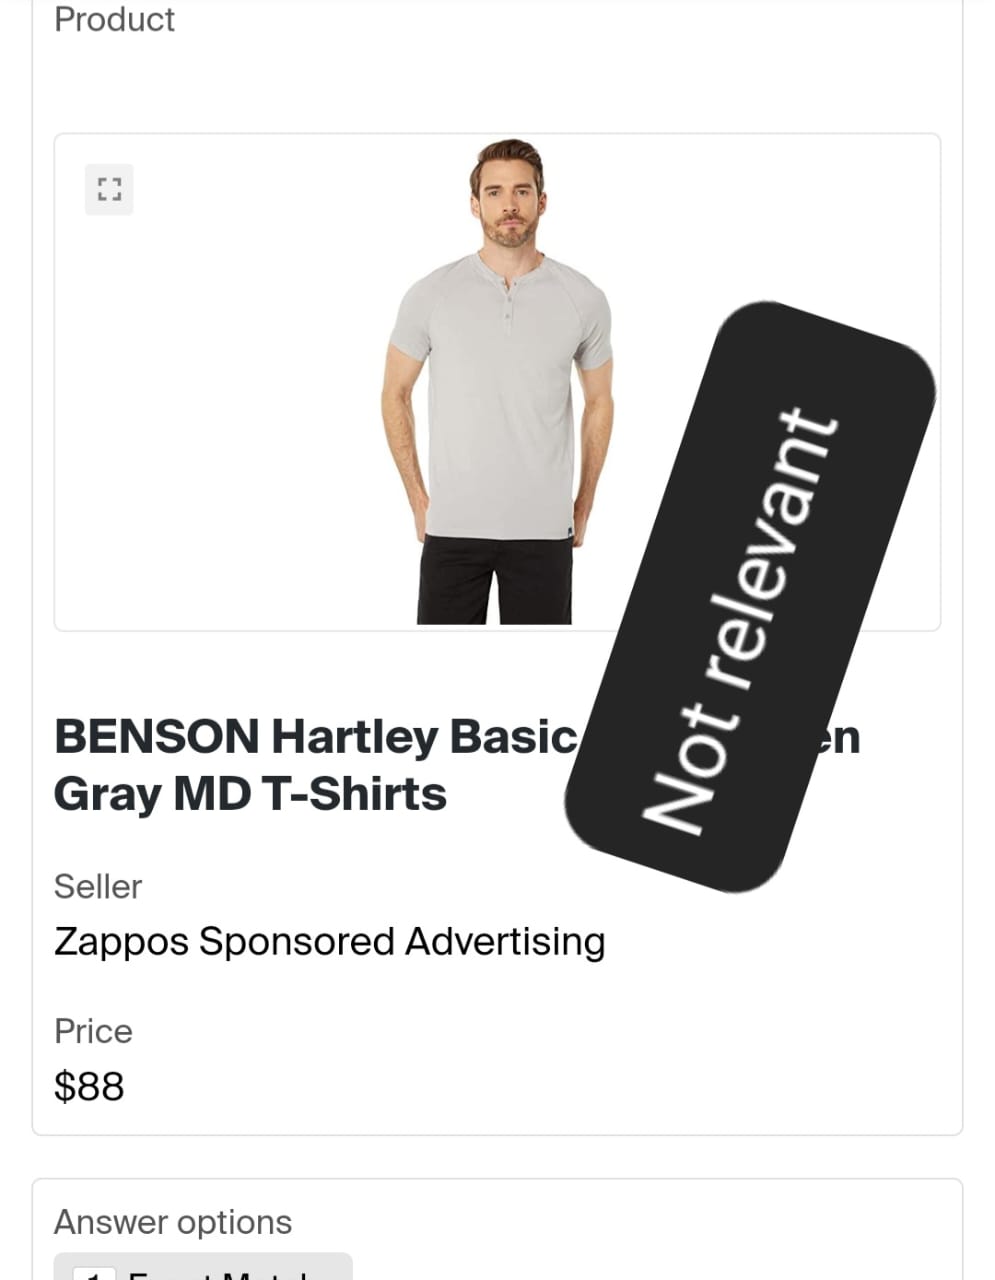 Product
Not relevant
BENSON Hartley Basic
Gray MD T-Shirts
Seller
Zappos Sponsored Advertising
Price
$88
Answer options